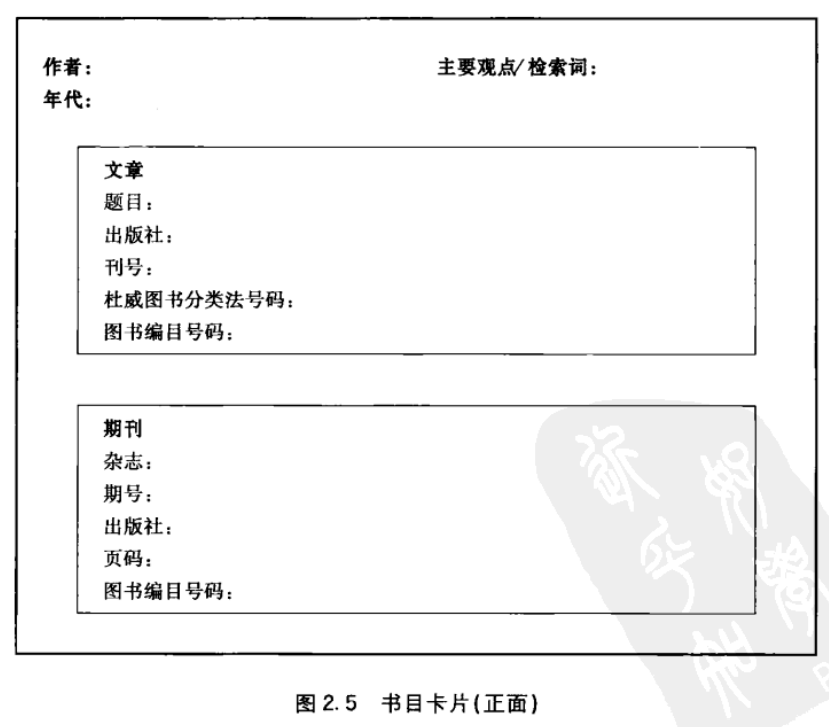 作者： 主要观点/检索词：
年代：
文章
题目：
出版社：
刊号：
杜威图书分类法号码：
图书编目号码：
期刊
杂志：
期号：
出版社：
页码：
图书编目号码：
图 2.5 书目卡片(正面)